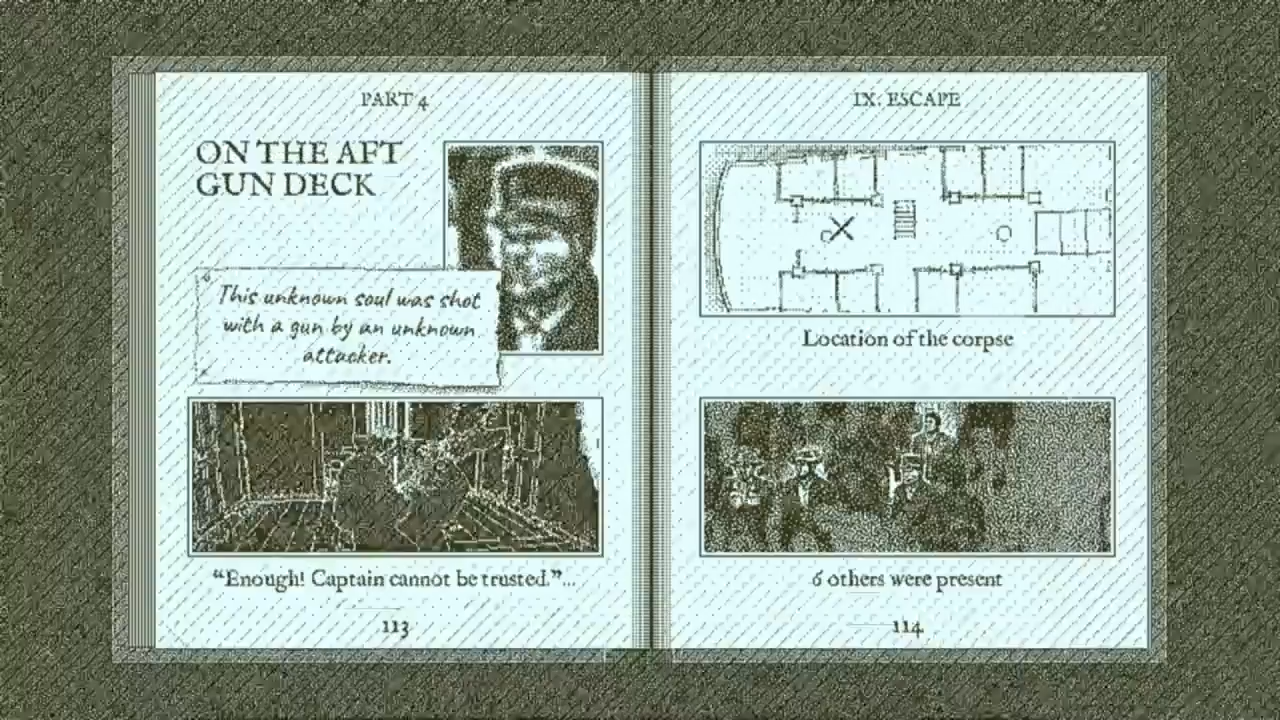 PART 4
ON THE AFT
GUN DECK
This unknown soul was shot
with a gun by an unknown
attacker.
“Enough! Captain cannot be trusted.”...
113
IX: ESCAPE
Location of the corpse
6 others were present
114